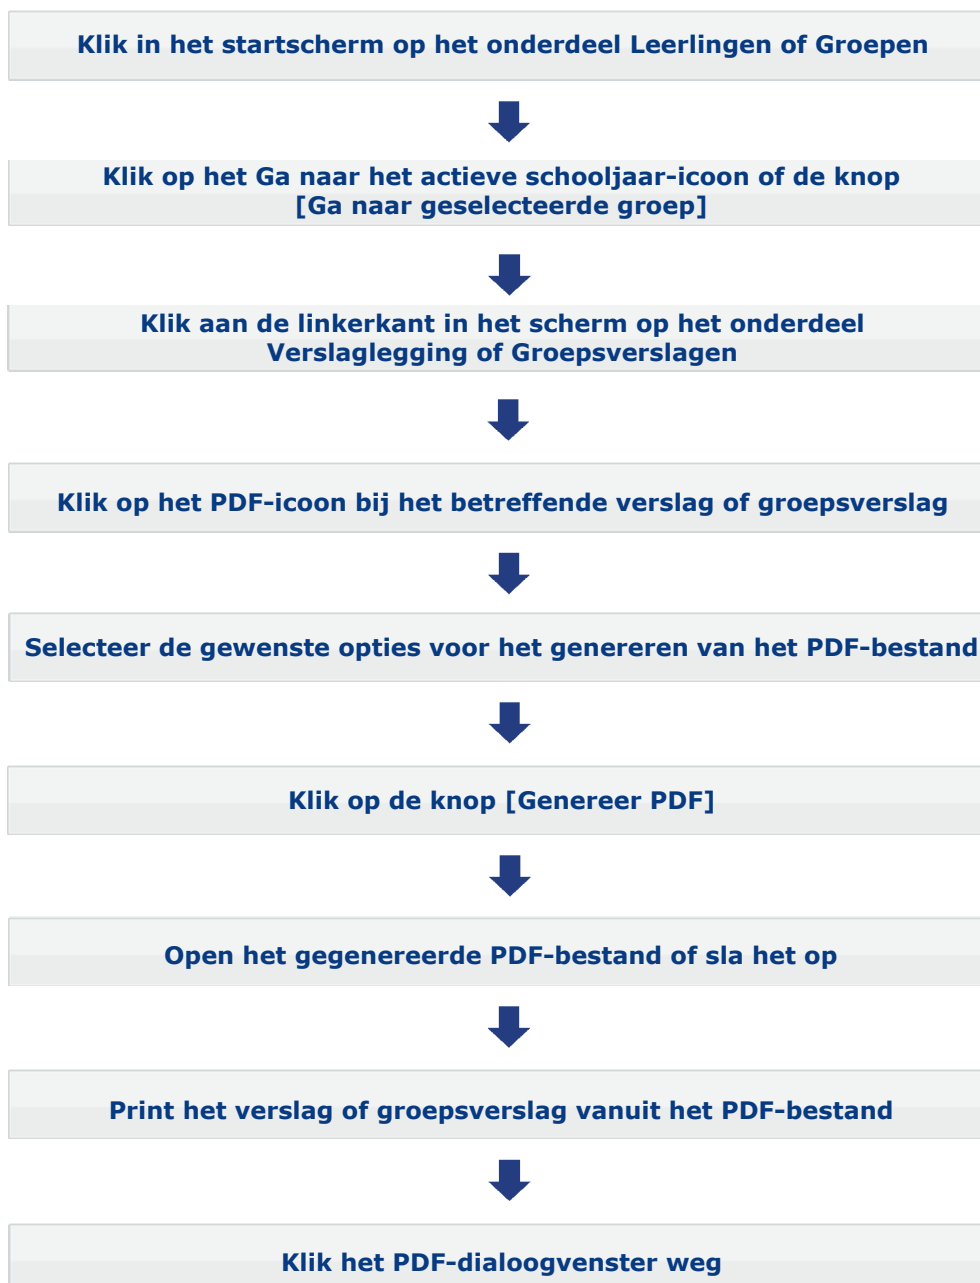 Klik in het startscherm op het onderdeel Leerlingen of Groepen
Klik op het Ga naar het actieve schooljaar-icoon of de knop
[Ga naar geselecteerde groep]
Klik aan de linkerkant in het scherm op het onderdeel
Verslaglegging of Groepsverslagen
Klik op het PDF-icoon bij het betreffende verslag of groepsverslag
Selecteer de gewenste opties voor het genereren van het PDF-bestand
Klik op de knop [Genereer PDF]
Open het gegenereerde PDF-bestand of sla het op
Print het verslag of groepsverslag vanuit het PDF-bestand
Klik het PDF-dialoogvenster weg